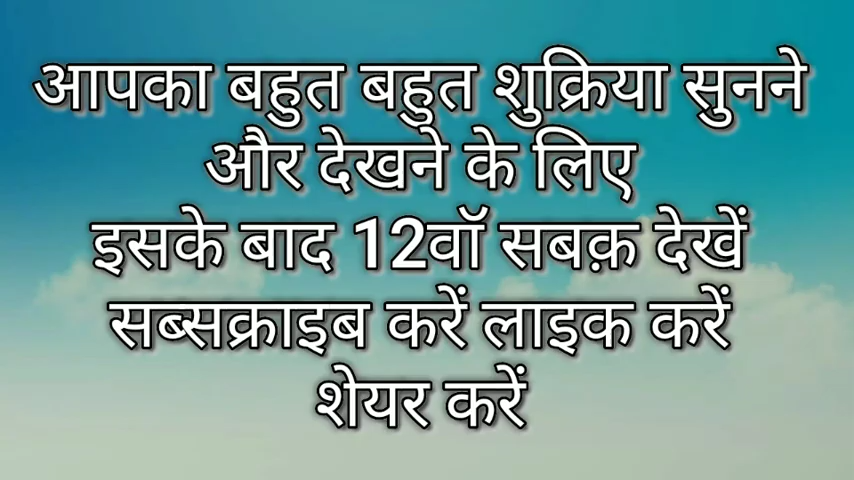 आपका बहुत बहुत शुक्रिया सुनने
और देखने के लिए
इसके बाद 12वॉ सबक़ देखें
सब्सक्राइब करें लाइक करें
शेयर करें